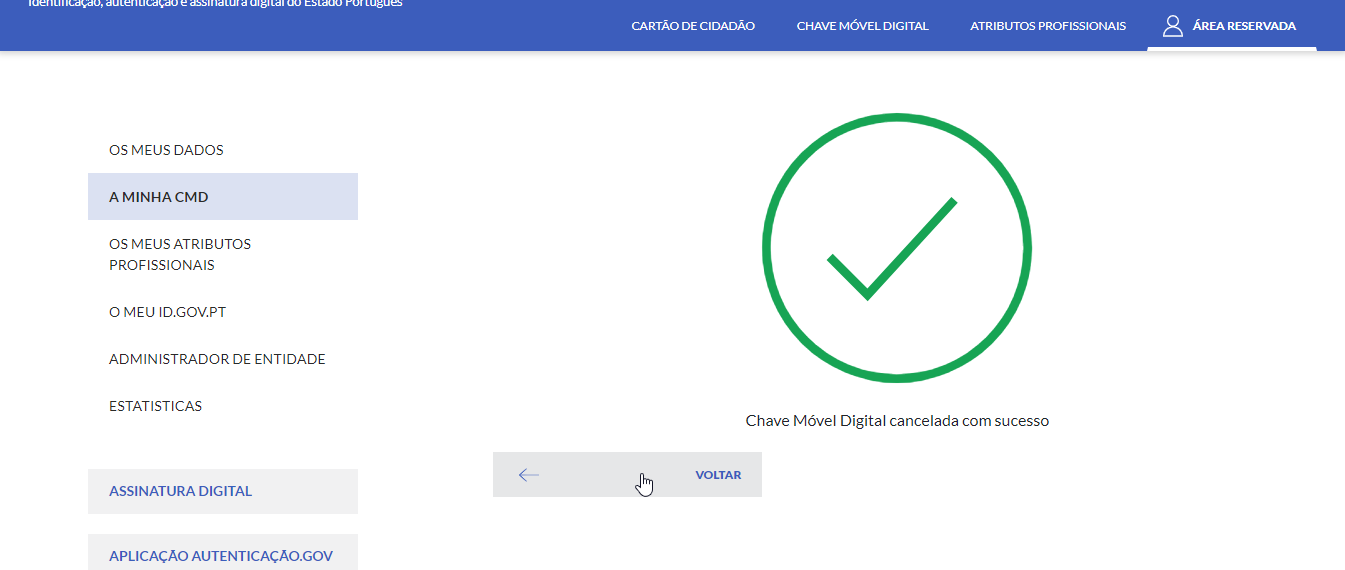 Identificação, autenticação e assinatura digital do Estado Português
CARTÃO DE CIDADÃO
CHAVE MÓVEL DIGITAL
ATRIBUTOS PROFISSIONAIS
ÁREA RESERVADA
OS MEUS DADOS
A MINHA CMD
OS MEUS ATRIBUTOS
PROFISSIONAIS
O MEU ID.GOV.PT
ADMINISTRADOR DE ENTIDADE
ESTATISTICAS
ASSINATURA DIGITAL
APLICAÇÃO AUTENTICAÇÃO.GOV
Chave Móvel Digital cancelada com sucesso
VOLTAR